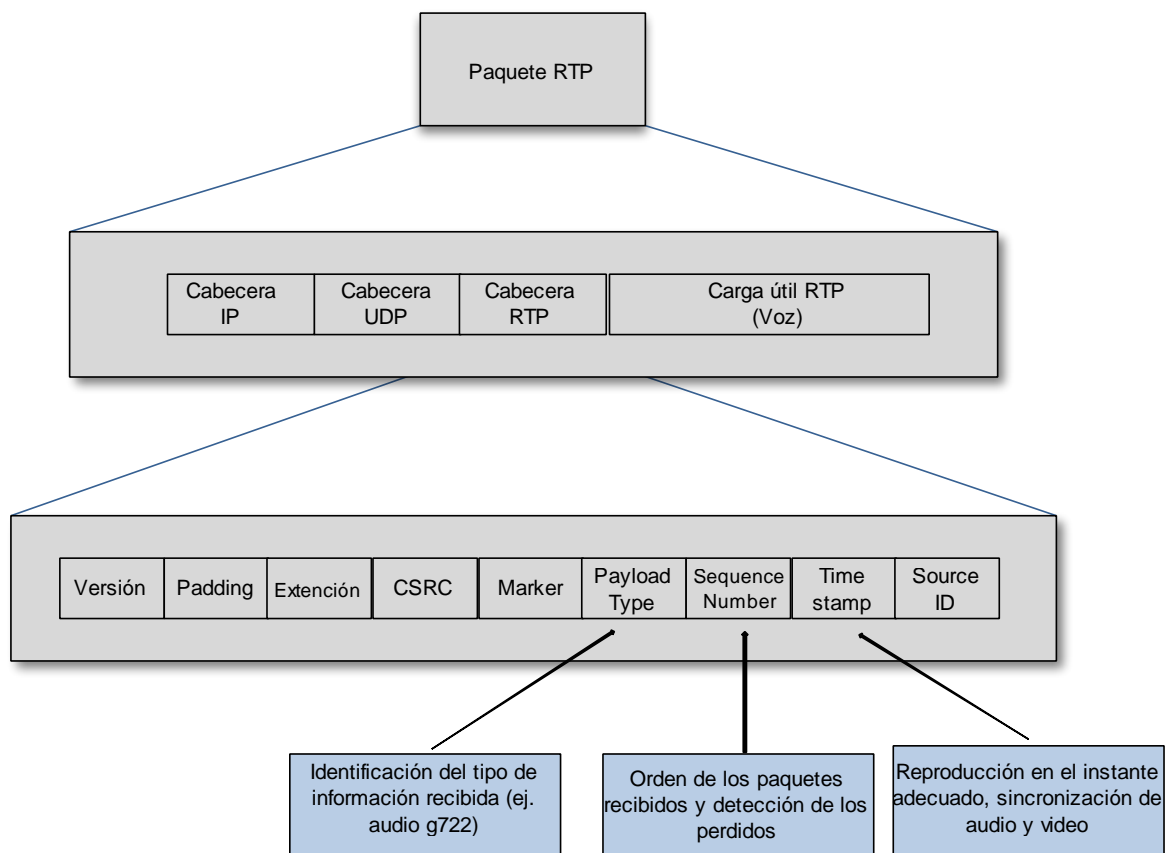 Paquete RTP
Cabecera
IP
Cabecera
UDP
Cabecera
RTP
Carga útil RTP
(Voz)
Versión
Padding
Extención
CSRC
Marker
Payload
Type
Sequence
Number
Time
stamp
Source
ID
Identificación del tipo de
información recibida (ej.
audio g722)
Orden de los paquetes
recibidos y detección de los
perdidos
Reproducción en el instante
adecuado, sincronización de
audio y video